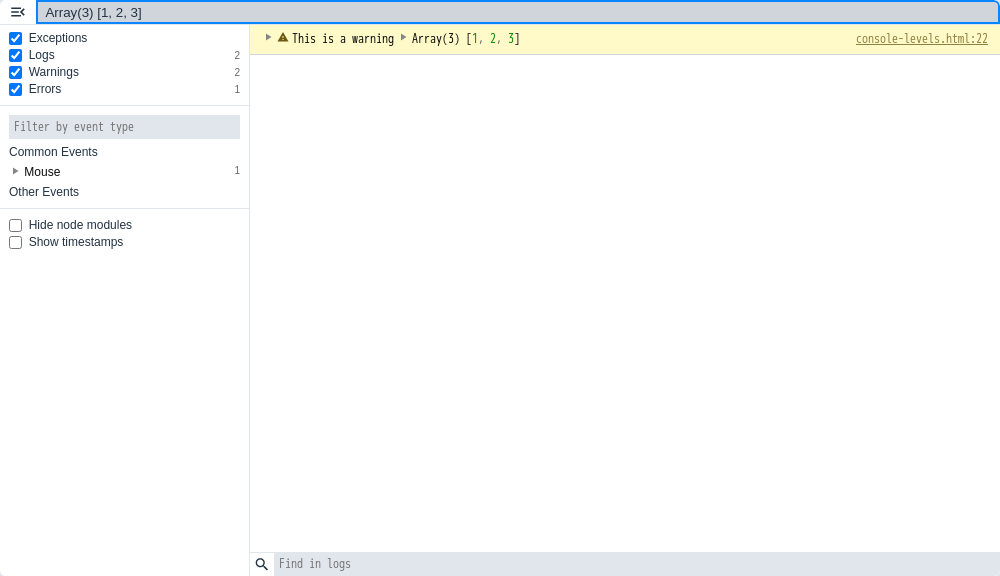 Array(3) [1, 2, 3]
Exceptions
Logs 2
Warnings 2
Errors 1
Filter by event type
Common Events
Mouse 1
Other Events
Hide node modules
Show timestamps
This is a warning Array(3) [1, 2, 3] console-levels.html:22
Find in logs